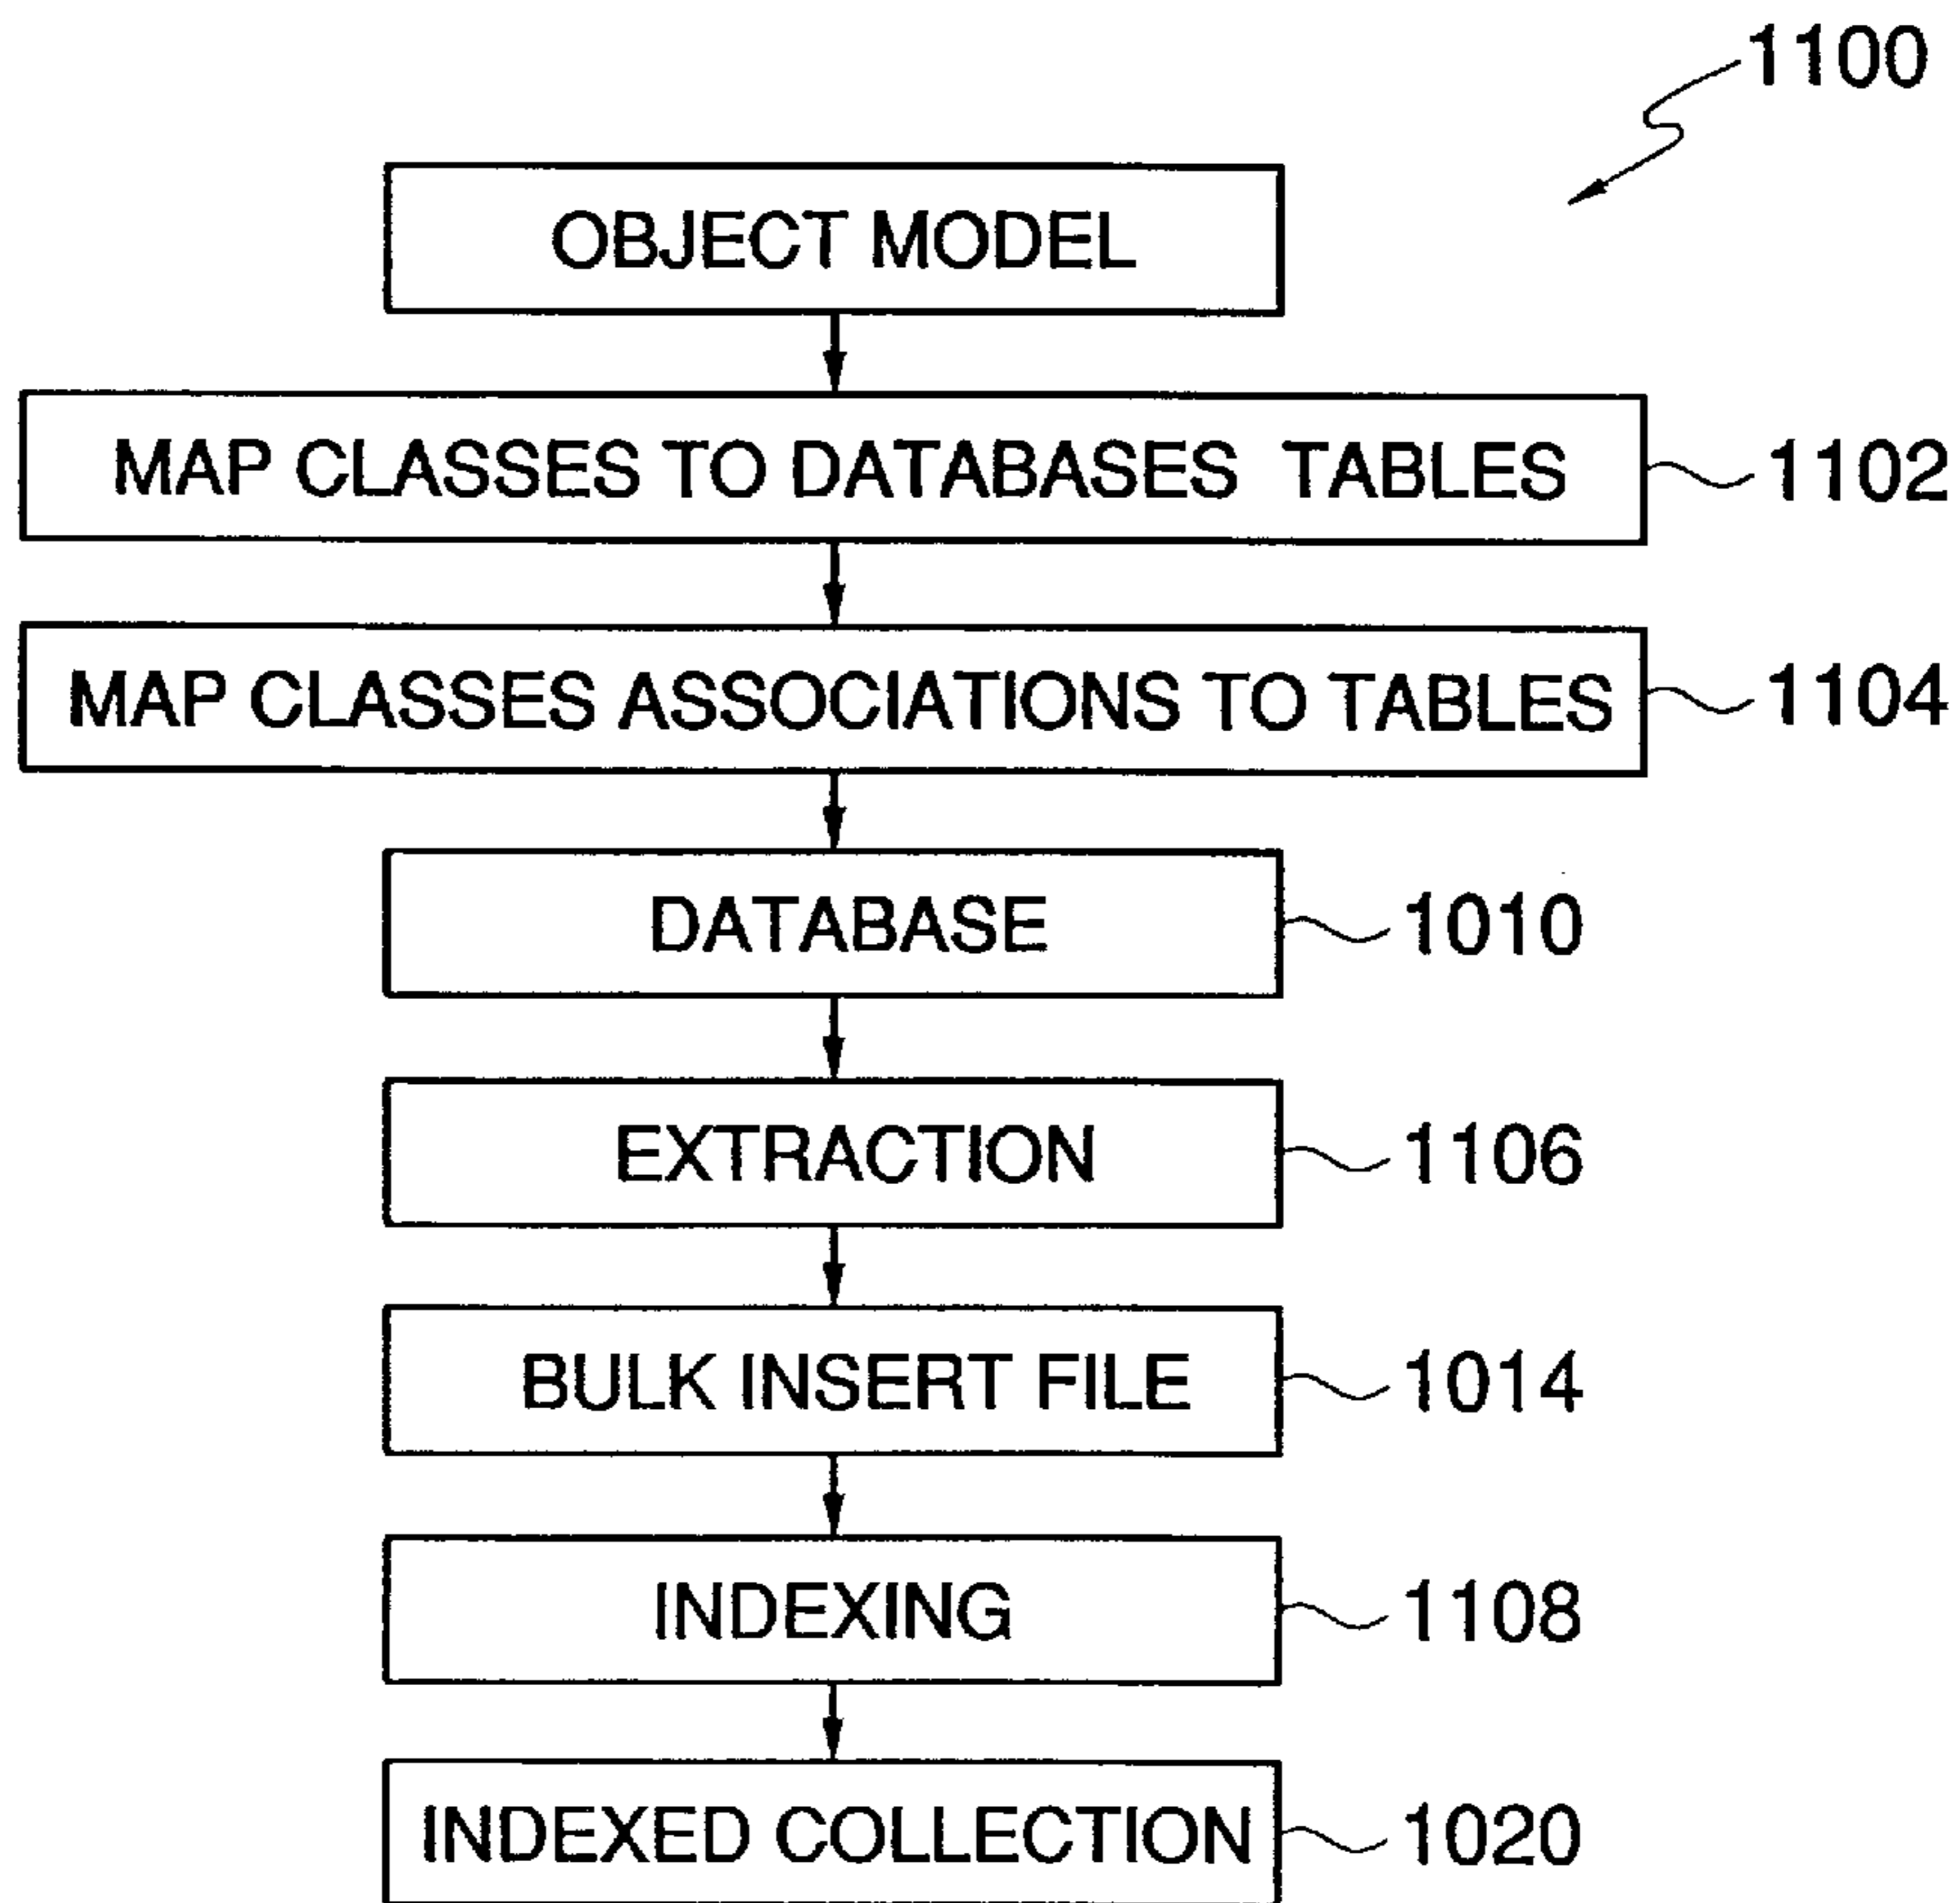 1100
OBJECT MODEL
MAP CLASSES TO DATABASES TABLES 1102
MAP CLASSES ASSOCIATIONS TO TABLES 1104
DATABASE 1010
EXTRACTION 1106
BULK INSERT FILE 1014
INDEXING 1108
INDEXED COLLECTION 1020